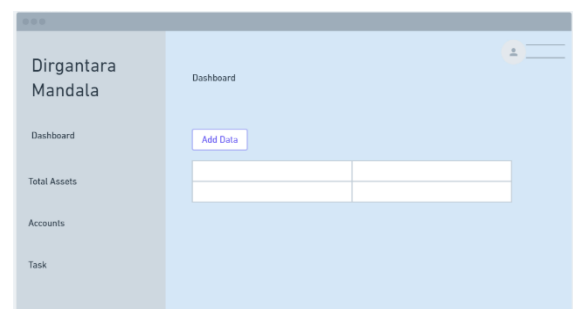 Dirgantara
Mandala
Dashboard
Total Assets
Accounts
Task
Dashboard
Add Data